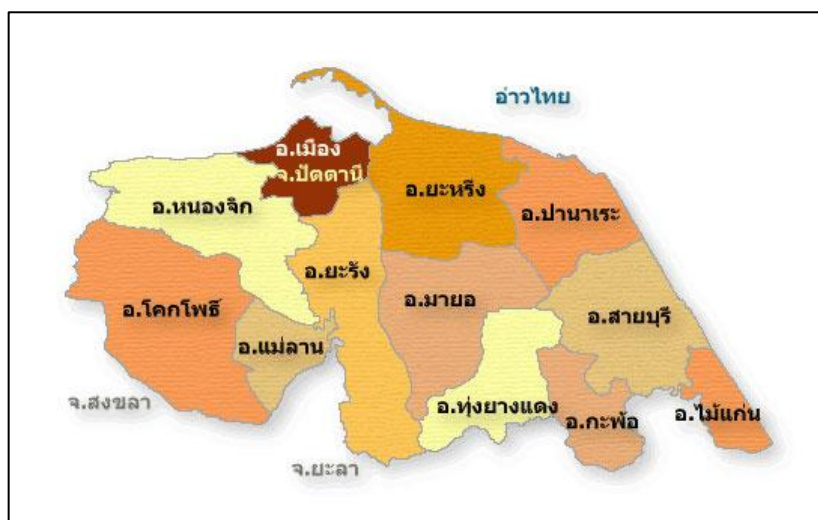 อ่าวไทย
อ.เมือง
จ.ปัตตานี
อ.ยะหริ่ง
อ.หนองจิก
อ.ปานาเระ
อ.ยะรัง
อ.มายอ
อ.โคกโพธิ์
อ.สายบุรี
อ.แม่ลาน
จ.สงขลา
อ.ทุ่งยางแดง
อ.กะพ้อ
อ.ไม้แก่น
จ.ยะลา